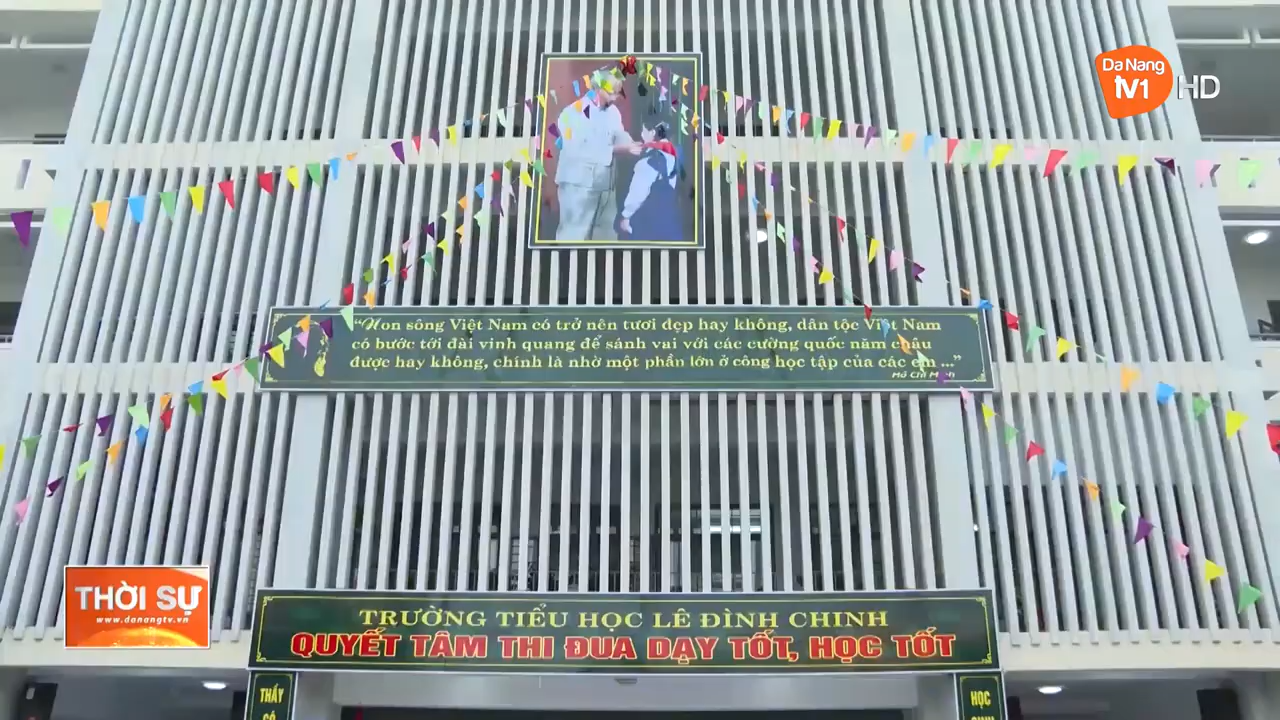 Da Nang
TV1 HD
"Non sông Việt Nam có trở nên tươi đẹp hay không, dân tộc Việt Nam
có bước tới đài vinh quang để sánh vai với các cường quốc năm châu
được hay không, chính là nhờ một phần lớn ở công học tập của các em ..."
Hồ Chí Minh
THỜI SỰ
www.danangtv.vn
TRƯỜNG TIỂU HỌC LÊ ĐÌNH CHINH
QUYẾT TÂM THI ĐUA DẠY TỐT, HỌC TỐT
THẦY
CÔ
HỌC
SINH